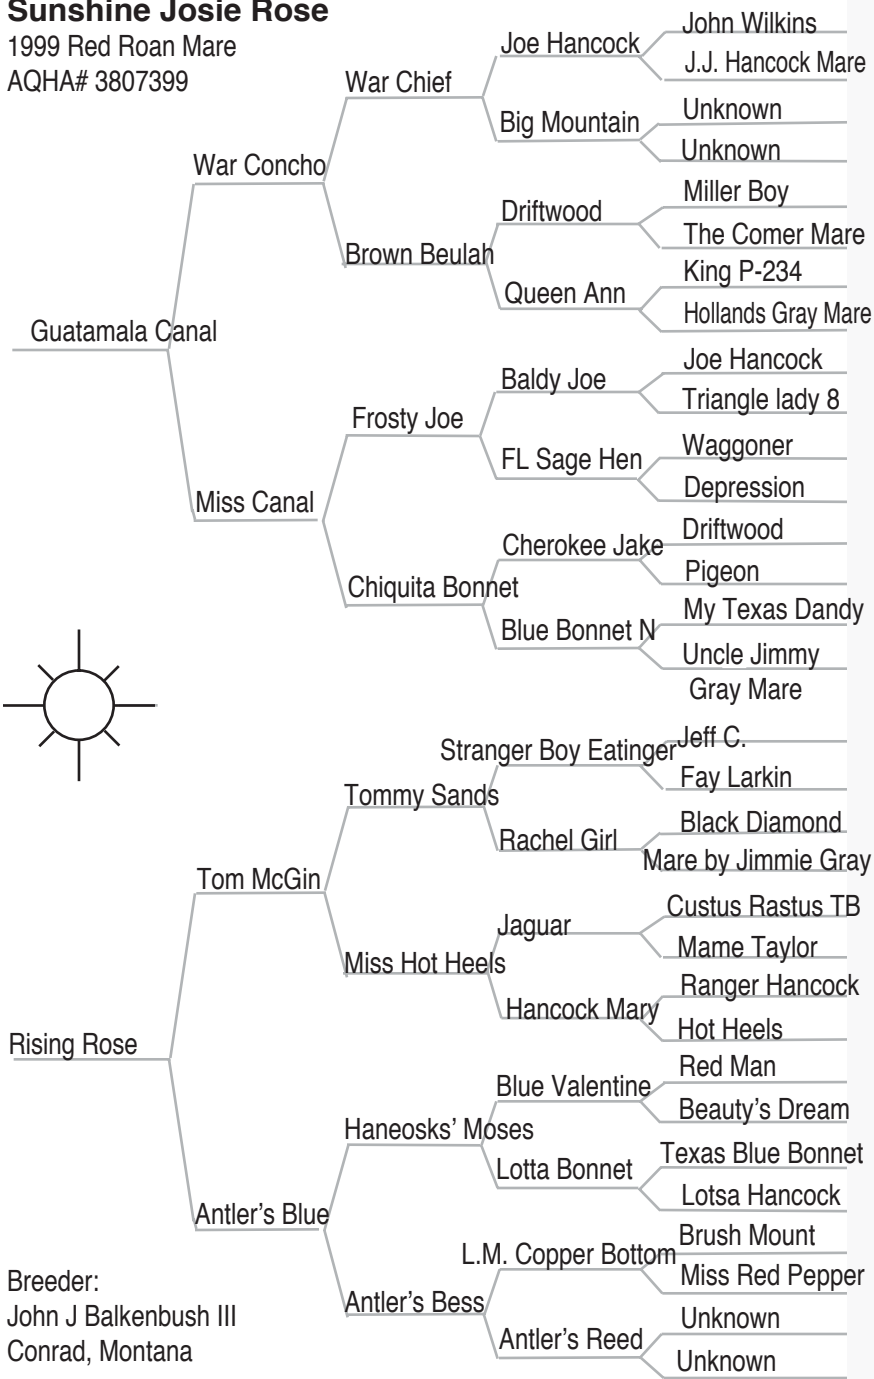 Sunshine Josie Rose
1999 Red Roan Mare
AQHA# 3807399
Guatamala Canal
War Concho
War Chief
Joe Hancock
John Wilkins
J.J. Hancock Mare
Big Mountain
Unknown
Unknown
Brown Beulah
Driftwood
Miller Boy
The Comer Mare
Queen Ann
King P-234
Hollands Gray Mare
Miss Canal
Frosty Joe
Baldy Joe
Joe Hancock
Triangle lady 8
FL Sage Hen
Waggoner
Depression
Chiquita Bonnet
Cherokee Jake
Driftwood
Pigeon
Blue Bonnet N
My Texas Dandy
Uncle Jimmy
Gray Mare
Rising Rose
Tom McGin
Tommy Sands
Stranger Boy Eatinger
Jeff C.
Fay Larkin
Rachel Girl
Black Diamond
Mare by Jimmie Gray
Miss Hot Heels
Jaguar
Custus Rastus TB
Mame Taylor
Hancock Mary
Ranger Hancock
Hot Heels
Antler's Blue
Haneosks' Moses
Blue Valentine
Red Man
Beauty's Dream
Lotta Bonnet
Texas Blue Bonnet
Lotsa Hancock
Antler's Bess
L.M. Copper Bottom
Brush Mount
Miss Red Pepper
Antler's Reed
Unknown
Unknown
Breeder:
John J Balkenbush III
Conrad, Montana